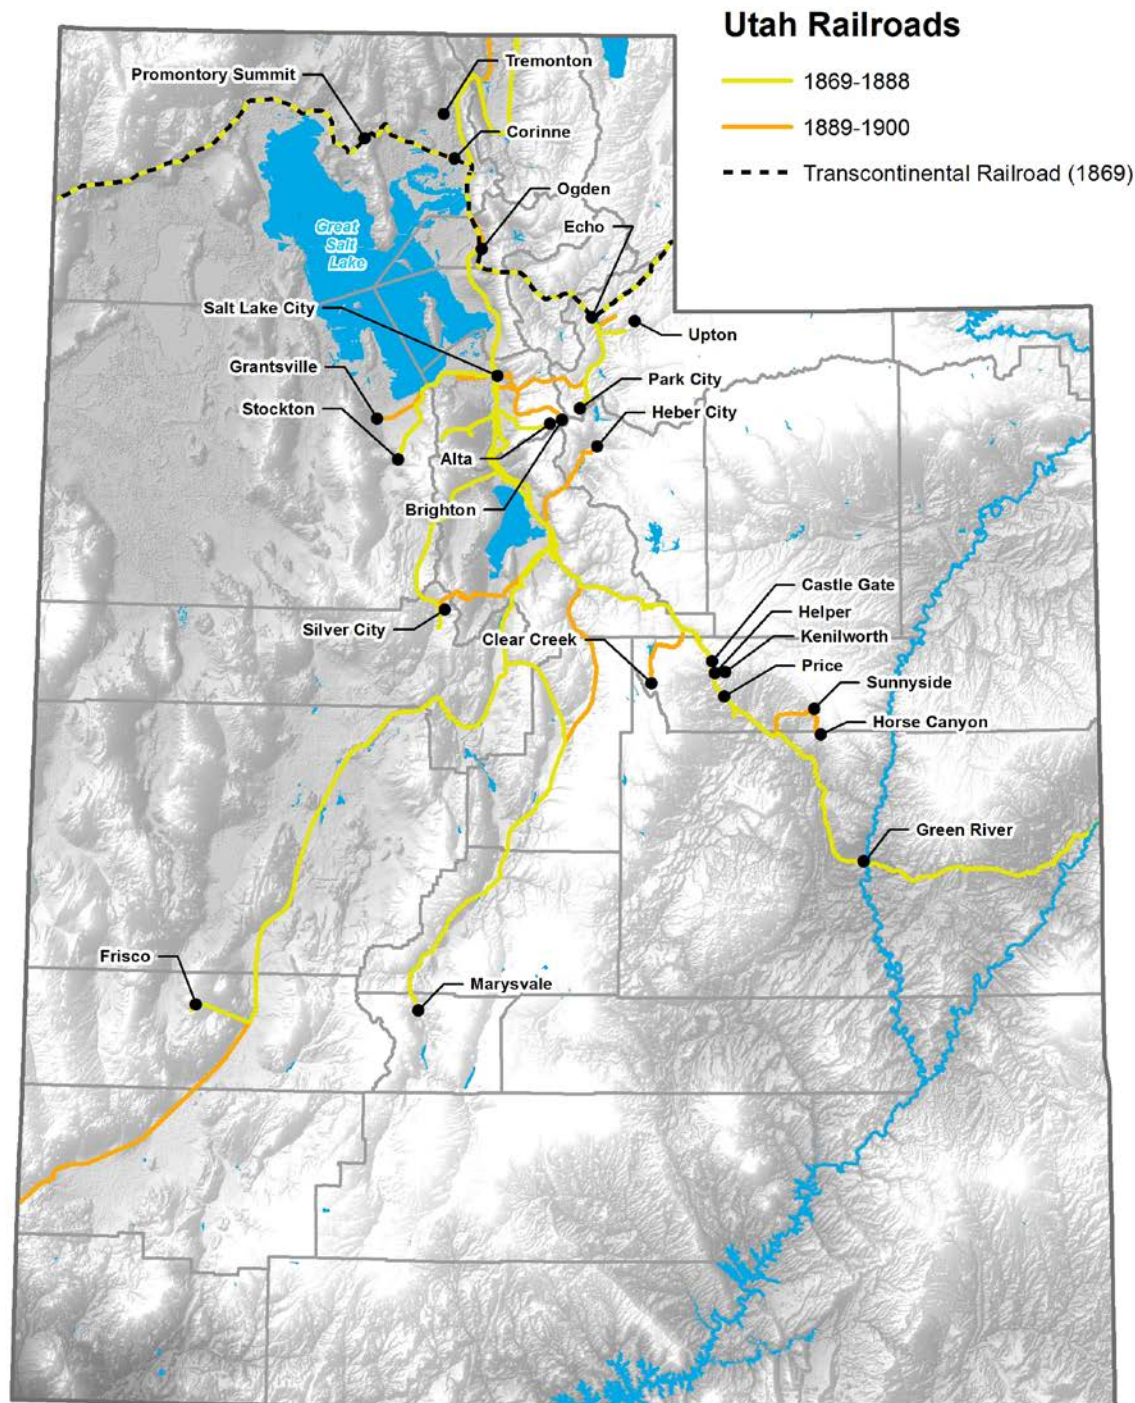 Utah Railroads
1869-1888
1889-1900
Transcontinental Railroad (1869)
Tremonton
Promontory Summit
Corinne
Ogden
Echo
Great
Salt
Lake
Salt Lake City
Upton
Grantsville
Park City
Stockton
Heber City
Alta
Brighton
Castle Gate
Helper
Silver City
Clear Creek
Kenilworth
Price
Sunnyside
Horse Canyon
Green River
Frisco
Marysvale